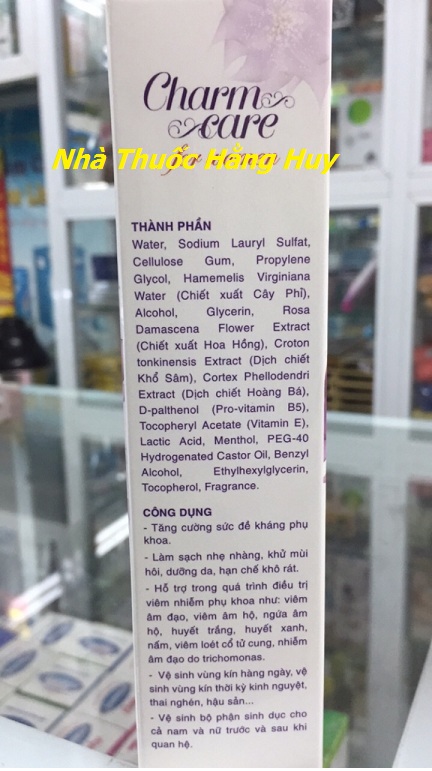 Charm
care
Nhà Thuốc Hằng Huy
THÀNH PHẦN
Water, Sodium Lauryl Sulfat,
Cellulose Gum, Propylene
Glycol, Hamemelis Virginiana
Water (Chiết xuất Cây Phỉ),
Alcohol, Glycerin, Rosa
Damascena Flower Extract
(Chiết xuất Hoa Hồng), Croton
tonkinensis Extract (Dịch chiết
Khổ Sâm), Cortex Phellodendri
Extract (Dịch chiết Hoàng Bá),
D-palthenol (Pro-vitamin B5),
Tocopheryl Acetate (Vitamin E),
Lactic Acid, Menthol, PEG-40
Hydrogenated Castor Oil, Benzyl
Alcohol, Ethylhexylglycerin,
Tocopherol, Fragrance.
CÔNG DỤNG
- Tăng cường sức đề kháng phụ
khoa.
- Làm sạch nhẹ nhàng, khử mùi
hôi, dưỡng da, hạn chế khô rát.
- Hỗ trợ trong quá trình điều trị
viêm nhiễm phụ khoa như: viêm
âm đạo, viêm âm hộ, ngứa âm
hộ, huyết trắng, huyết xanh,
nấm, viêm loét cổ tử cung, nhiễm
âm đạo do trichomonas.
- Vệ sinh vùng kín hàng ngày, vệ
sinh vùng kín thời kỳ kinh nguyệt,
thai nghén, hậu sản...
- Vệ sinh bộ phận sinh dục cho
cả nam và nữ trước và sau khi
quan hệ.